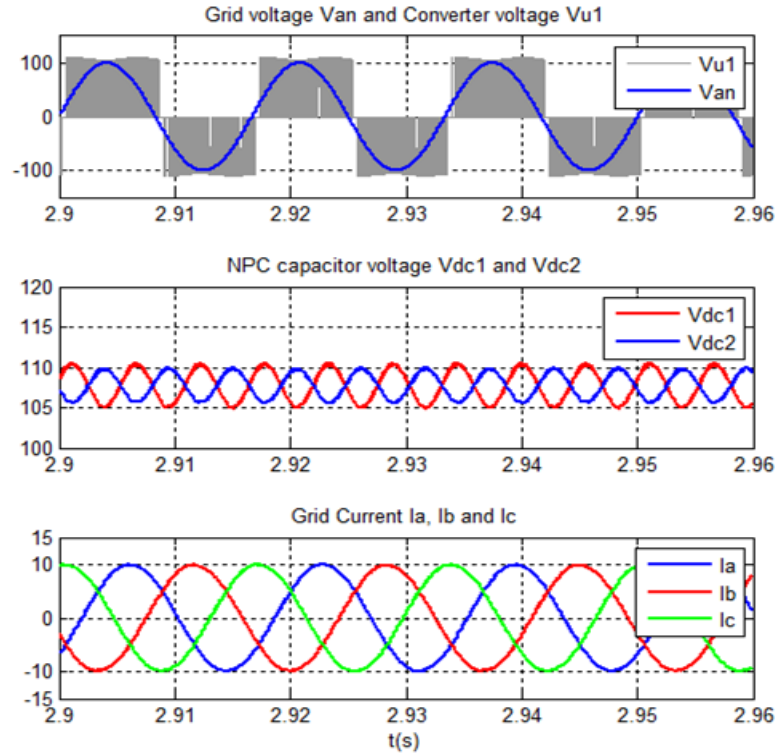 Grid voltage Van and Converter voltage Vu1
100
0
-100
Vu1
Van
2.9 2.91 2.92 2.93 2.94 2.95 2.96
NPC capacitor voltage Vdc1 and Vdc2
120
115
110
105
100
Vdc1
Vdc2
2.9 2.91 2.92 2.93 2.94 2.95 2.96
Grid Current Ia, Ib and Ic
15
10
0
-10
15
Ia
Ib
Ic
2.9 2.91 2.92 2.93 2.94 2.95 2.96
t(s)